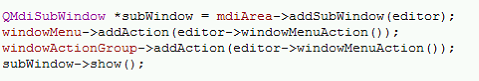 QMdiSubWindow *subWindow = mdiArea->addSubWindow(editor);
windowMenu->addAction(editor->windowMenuAction());
windowActionGroup->addAction(editor->windowMenuAction());
subWindow->show();